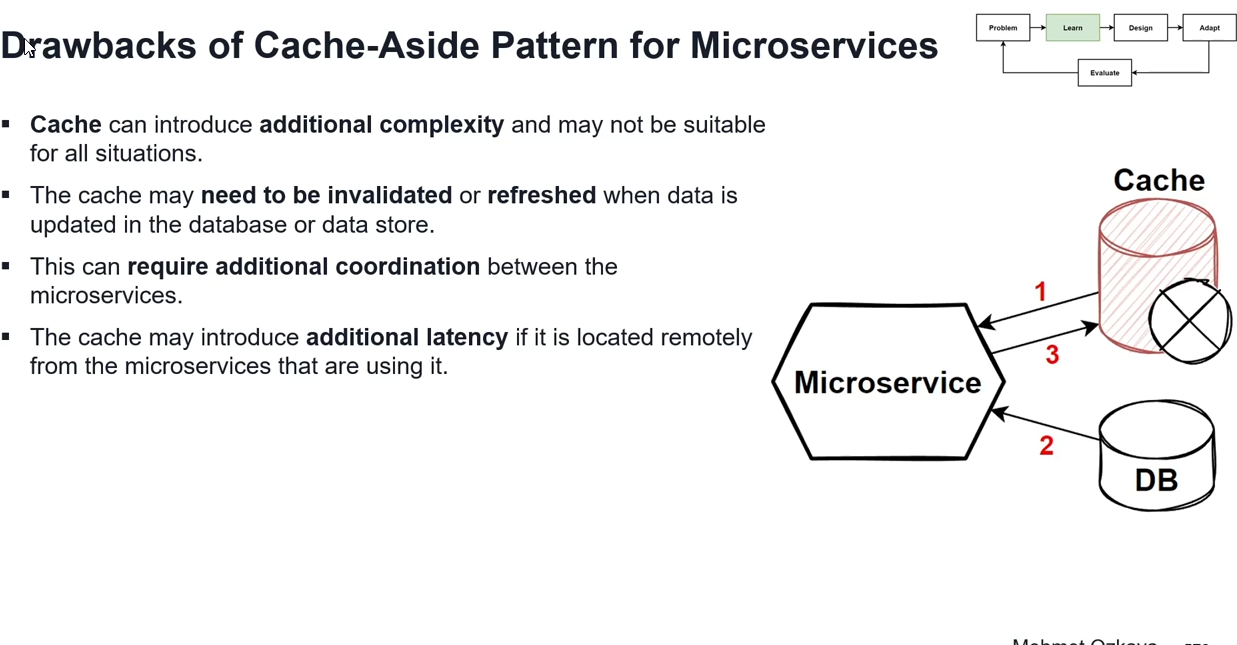 Drawbacks of Cache-Aside Pattern for Microservices
Problem
Learn
Design
Adapt
Evaluate
▪ Cache can introduce additional complexity and may not be suitable
for all situations.
▪ The cache may need to be invalidated or refreshed when data is
updated in the database or data store.
▪ This can require additional coordination between the
microservices.
▪ The cache may introduce additional latency if it is located remotely
from the microservices that are using it.
Cache
1
3
Microservice
2
DB
Mehmet Ozkaya